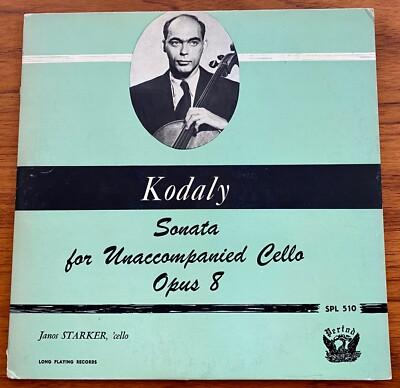 Kodaly
Sonata
for Unaccompanied Cello
Opus 8
SPL 510
Period
Janos STARKER, 'cello
LONG PLAYING RECORDS